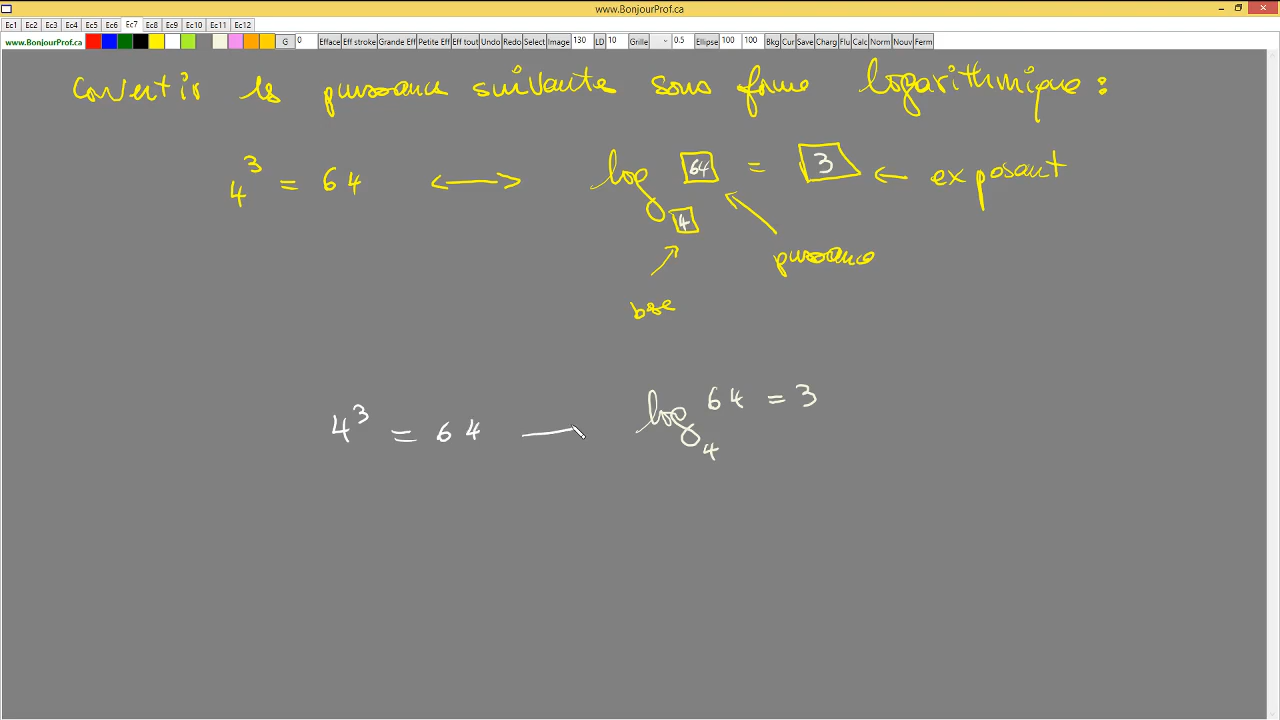 www.BonjourProf.ca
Ec1 Ec2 Ec3 Ec4 Ec5 Ec6 Ec7 Ec8 Ec9 Ec10 Ec11 Ec12
www.BonjourProf.ca G 0 Efface Eff stroke Grande Eff Petite Eff Eff tout Undo Redo Select Image 130 LD 10 Grille 0.5 Ellipse 100 100 Bkg Cur Save Charg Flu Calc Norm Nouv Ferm
Convertir les puissance suivantes sous forme logarithmique :
4³ = 64 ⟷ log₄ 64 = 3 ← exposant
puissance
base
4³ = 64 → log₄ 64 = 3